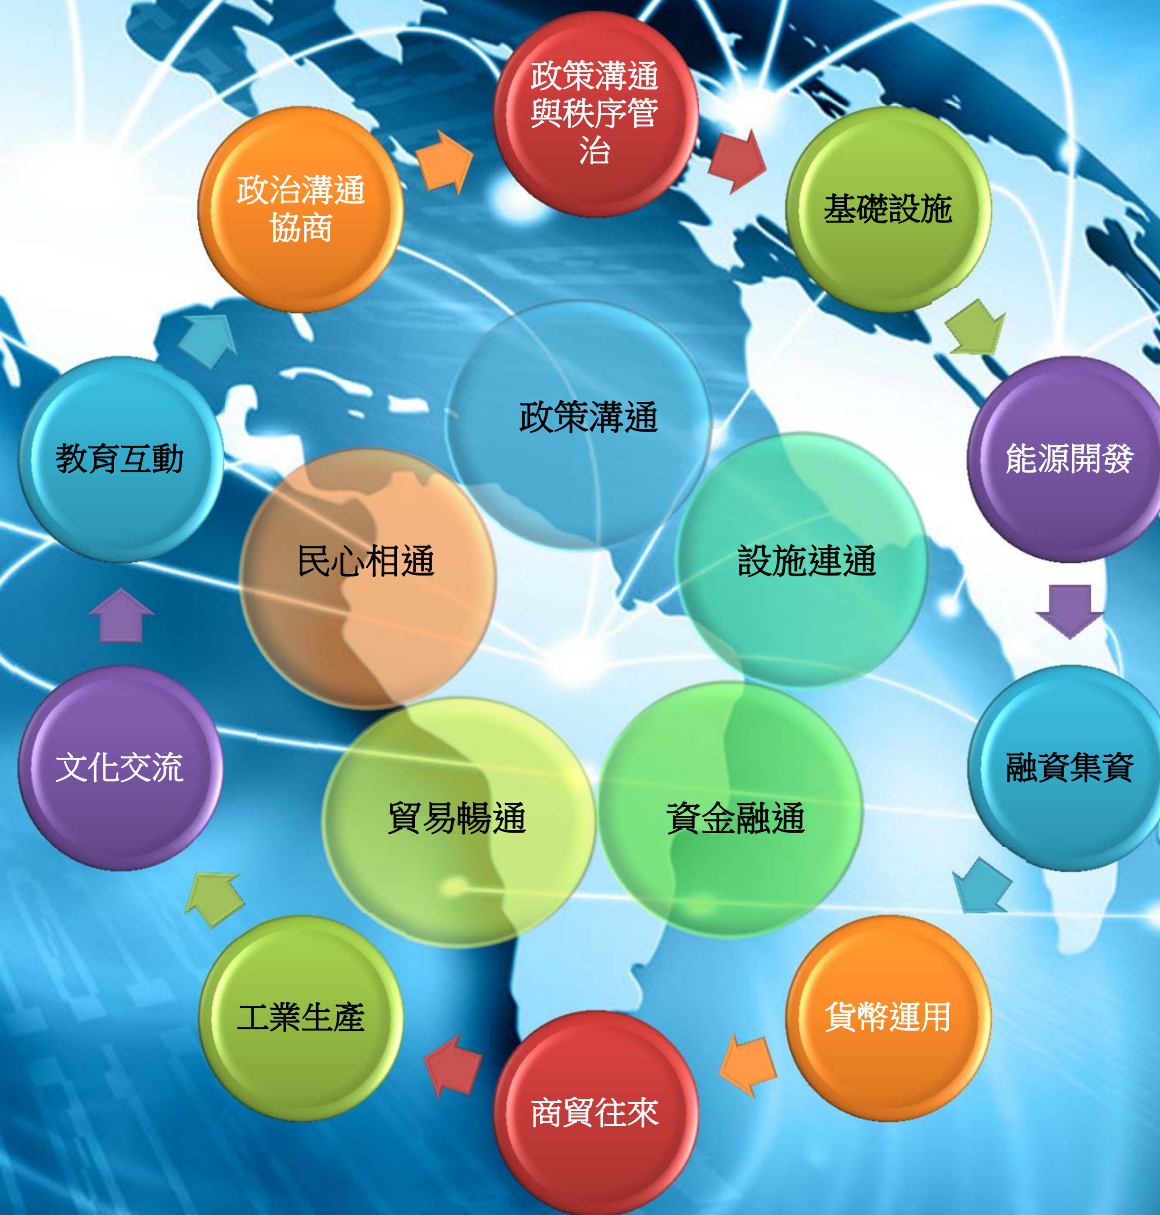 政策溝通
與秩序管
治
基礎設施
能源開發
融資集資
貨幣運用
商貿往來
工業生產
文化交流
教育互動
政治溝通
協商
政策溝通
設施連通
資金融通
貿易暢通
民心相通